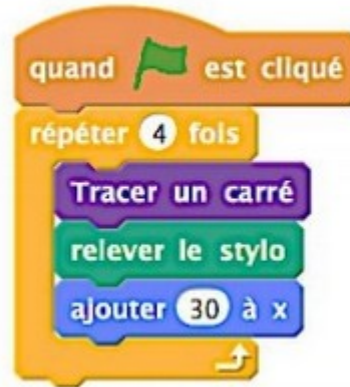 quand est cliqué
répéter 4 fois
Tracer un carré
relever le stylo
ajouter 30 à x